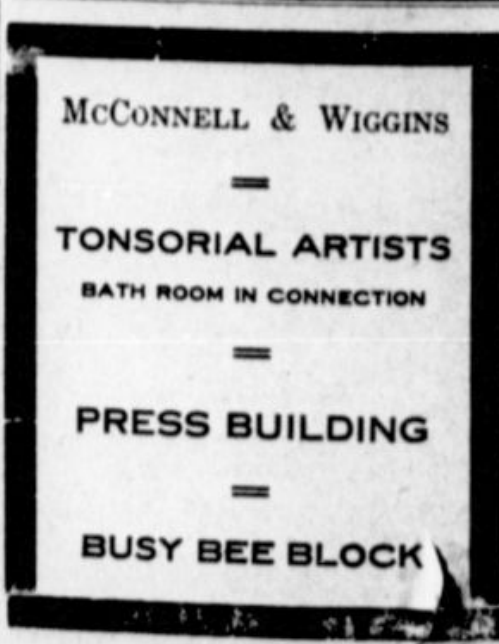 McConnell & Wiggins
TONSORIAL ARTISTS
BATH ROOM IN CONNECTION
PRESS BUILDING
BUSY BEE BLOCK